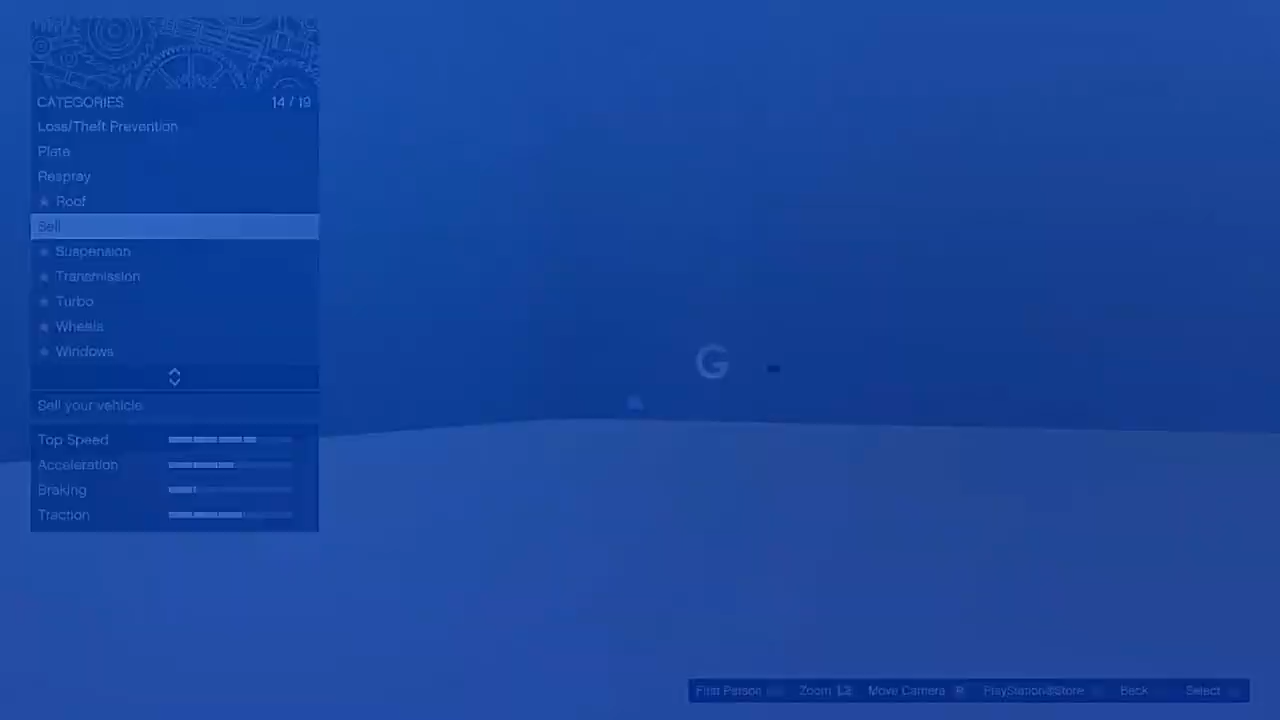 CATEGORIES 14 / 19
Loss/Theft Prevention
Plate
Respray
Roof
Sell
Suspension
Transmission
Turbo
Wheels
Windows
Sell your vehicle.
Top Speed
Acceleration
Braking
Traction
G
First Person Zoom L2 Move Camera R PlayStation®Store Back Select